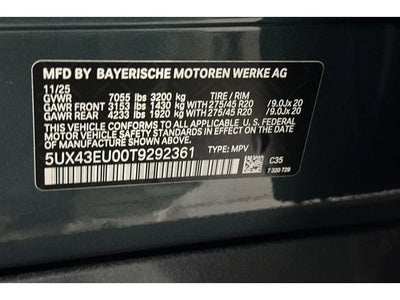 MFD BY BAYERISCHE MOTOREN WERKE AG
11/25
GVWR 7055 lbs 3200 kg TIRE / RIM
GAWR FRONT 3153 lbs 1430 kg WITH 275/45 R20 /9.0Jx 20
GAWR REAR 4233 lbs 1920 kg WITH 275/45 R20 /9.0Jx 20
THIS VEHICLE CONFORMS TO ALL APPLICABLE U. S. FEDERAL
MOTOR VEHICLE SAFETY STANDARDS IN EFFECT ON THE
DATE OF MANUFACTURE SHOWN ABOVE.
5UX43EU00T9292361 TYPE: MPV C35
7 320 729